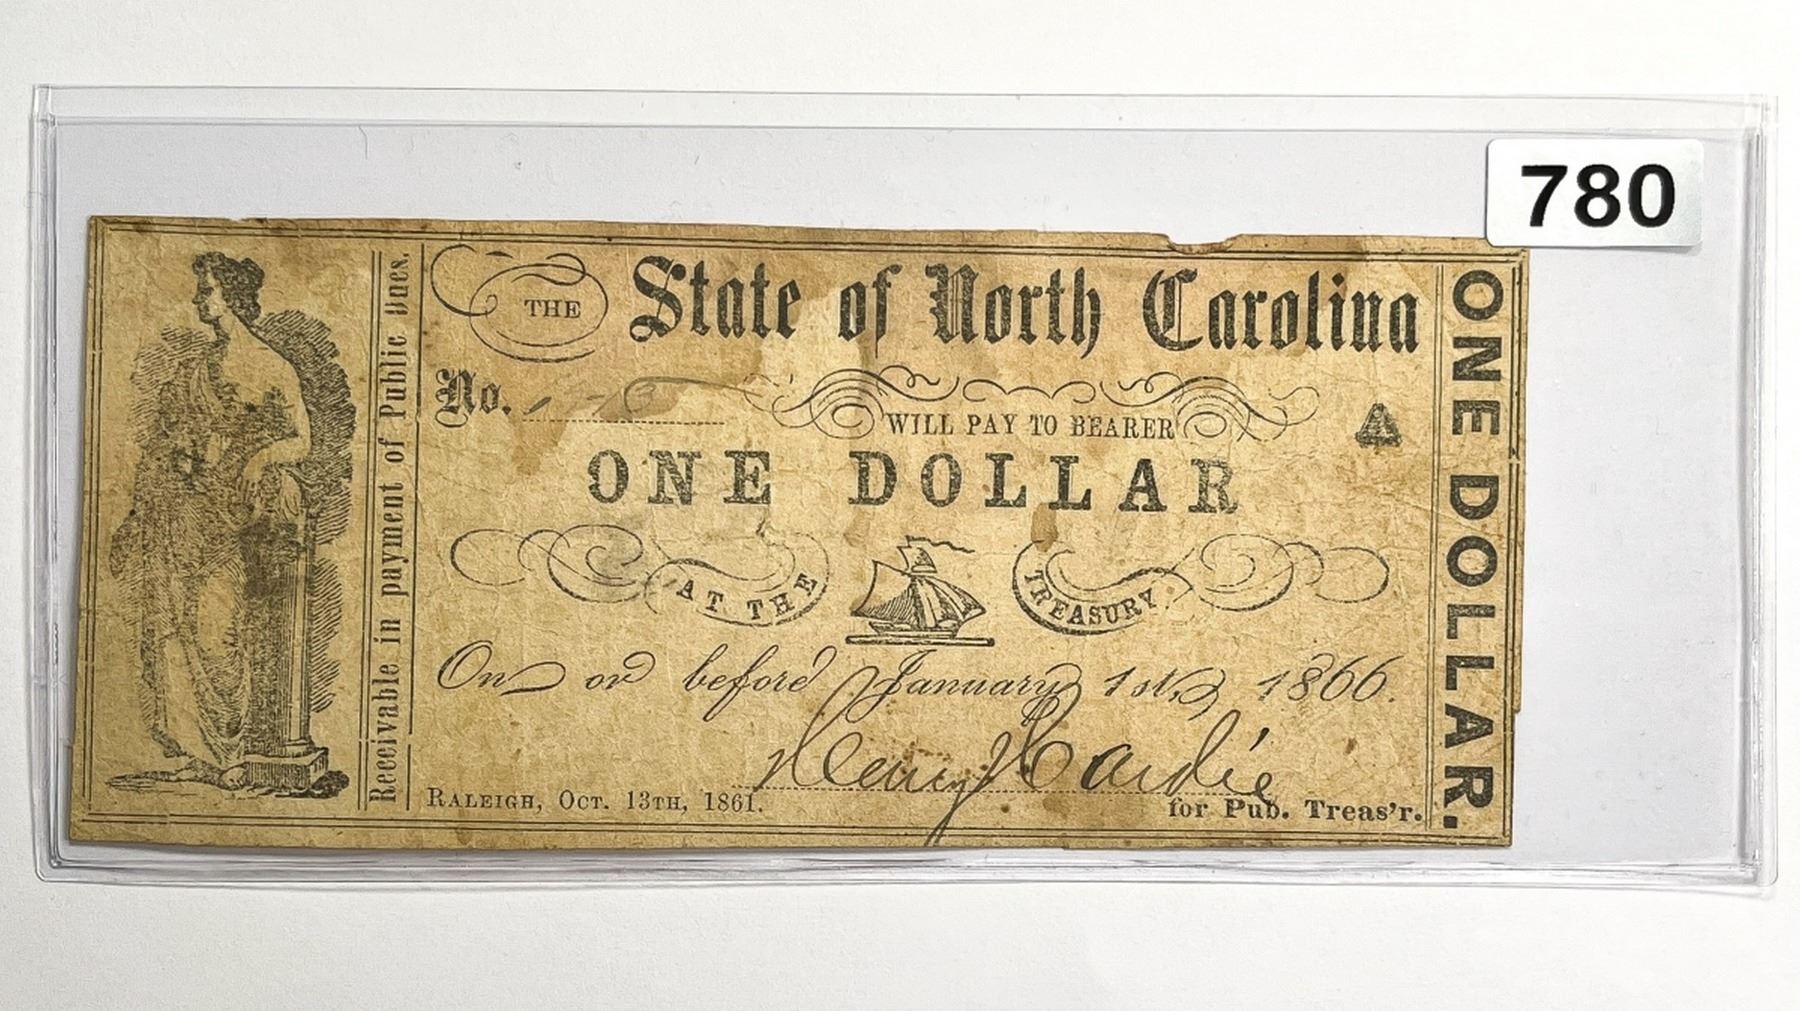 780
THE State of North Carolina
No.
WILL PAY TO BEARER
A
ONE DOLLAR
AT THE TREASURY
On or before January 1st, 1866.
RALEIGH, OCT. 13TH, 1861.
for Pub. Treas'r.
Receivable in payment of Public Dues.
ONE DOLLAR.